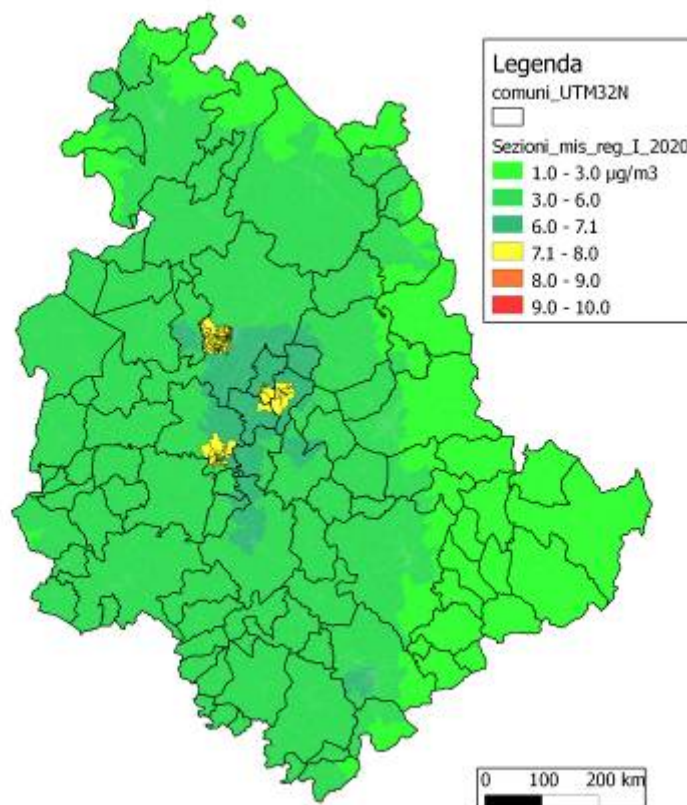 Legenda
comuni_UTM32N
Sezioni_mis_reg_I_2020
1.0 - 3.0 µg/m3
3.0 - 6.0
6.0 - 7.1
7.1 - 8.0
8.0 - 9.0
9.0 - 10.0
0 100 200 km